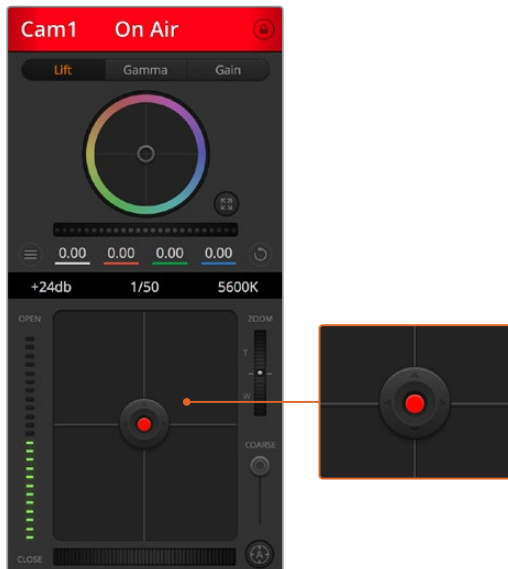 Cam1 On Air
Lift Gamma Gain
0.00 0.00 0.00 0.00
+24db 1/50 5600K
OPEN ZOOM
T
W
COARSE
CLOSE A